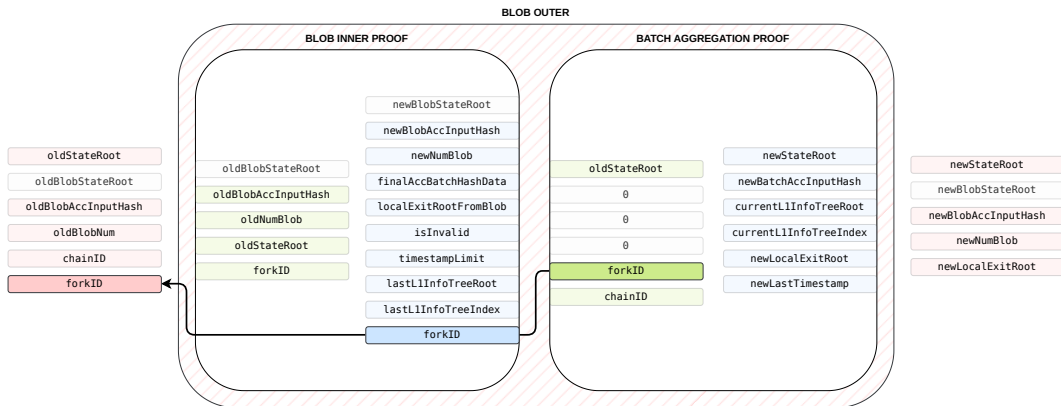 BLOB OUTER
BLOB INNER PROOF
BATCH AGGREGATION PROOF
oldStateRoot
oldBlobStateRoot
oldBlobAccInputHash
oldBlobNum
chainID
forkID
oldBlobStateRoot
oldBlobAccInputHash
oldNumBlob
oldStateRoot
forkID
newBlobStateRoot
newBlobAccInputHash
newNumBlob
finalAccBatchHashData
localExitRootFromBlob
isInvalid
timestampLimit
lastL1InfoTreeRoot
lastL1InfoTreeIndex
forkID
oldStateRoot
0
0
0
forkID
chainID
newStateRoot
newBatchAccInputHash
currentL1InfoTreeRoot
currentL1InfoTreeIndex
newLocalExitRoot
newLastTimestamp
newStateRoot
newBlobStateRoot
newBlobAccInputHash
newNumBlob
newLocalExitRoot